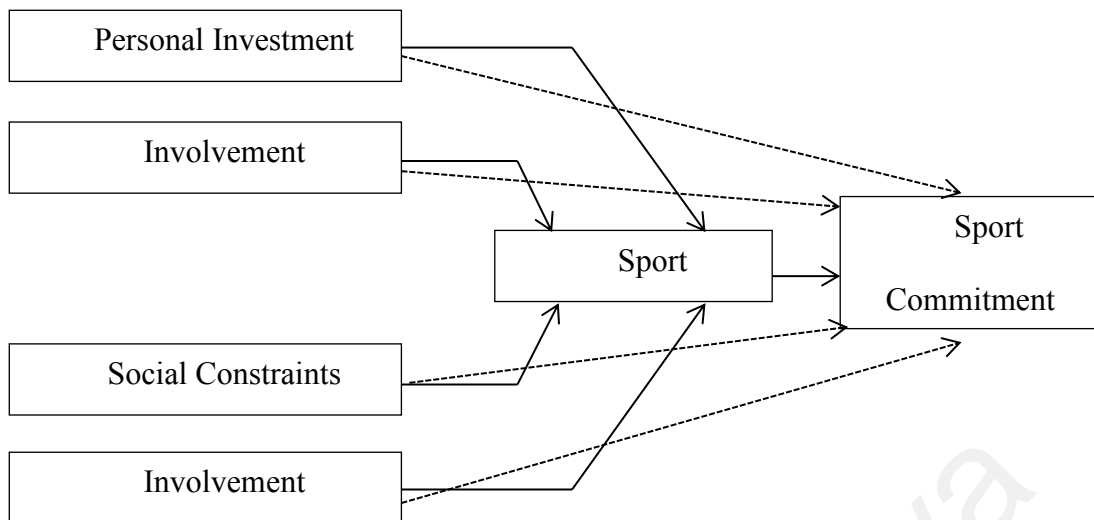 Personal Investment
Involvement
Sport
Sport
Commitment
Social Constraints
Involvement